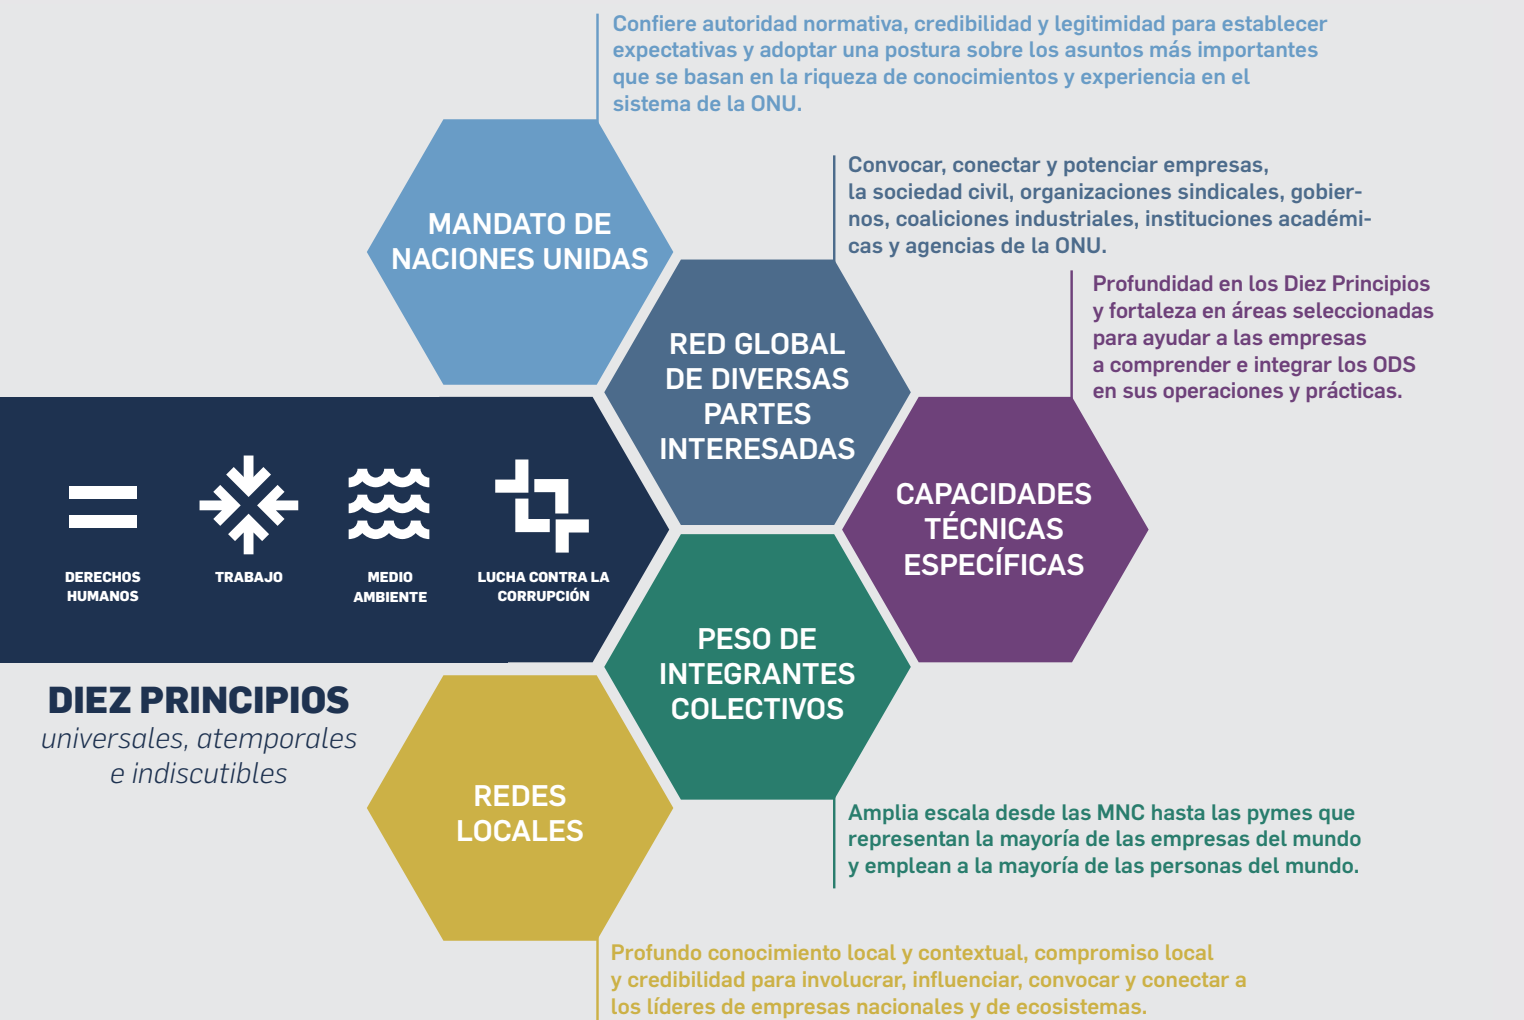 Confiere autoridad normativa, credibilidad y legitimidad para establecer
expectativas y adoptar una postura sobre los asuntos más importantes
que se basan en la riqueza de conocimientos y experiencia en el
sistema de la ONU.
MANDATO DE
NACIONES UNIDAS
Convocar, conectar y potenciar empresas,
la sociedad civil, organizaciones sindicales, gobier-
nos, coaliciones industriales, instituciones académi-
cas y agencias de la ONU.
RED GLOBAL
DE DIVERSAS
PARTES
INTERESADAS
Profundidad en los Diez Principios
y fortaleza en áreas seleccionadas
para ayudar a las empresas
a comprender e integrar los ODS
en sus operaciones y prácticas.
CAPACIDADES
TÉCNICAS
ESPECÍFICAS
DERECHOS
HUMANOS
TRABAJO
MEDIO
AMBIENTE
LUCHA CONTRA LA
CORRUPCIÓN
DIEZ PRINCIPIOS
universales, atemporales
e indiscutibles
PESO DE
INTEGRANTES
COLECTIVOS
Amplia escala desde las MNC hasta las pymes que
representan la mayoría de las empresas del mundo
y emplean a la mayoría de las personas del mundo.
REDES
LOCALES
Profundo conocimiento local y contextual, compromiso local
y credibilidad para involucrar, influenciar, convocar y conectar a
los líderes de empresas nacionales y de ecosistemas.